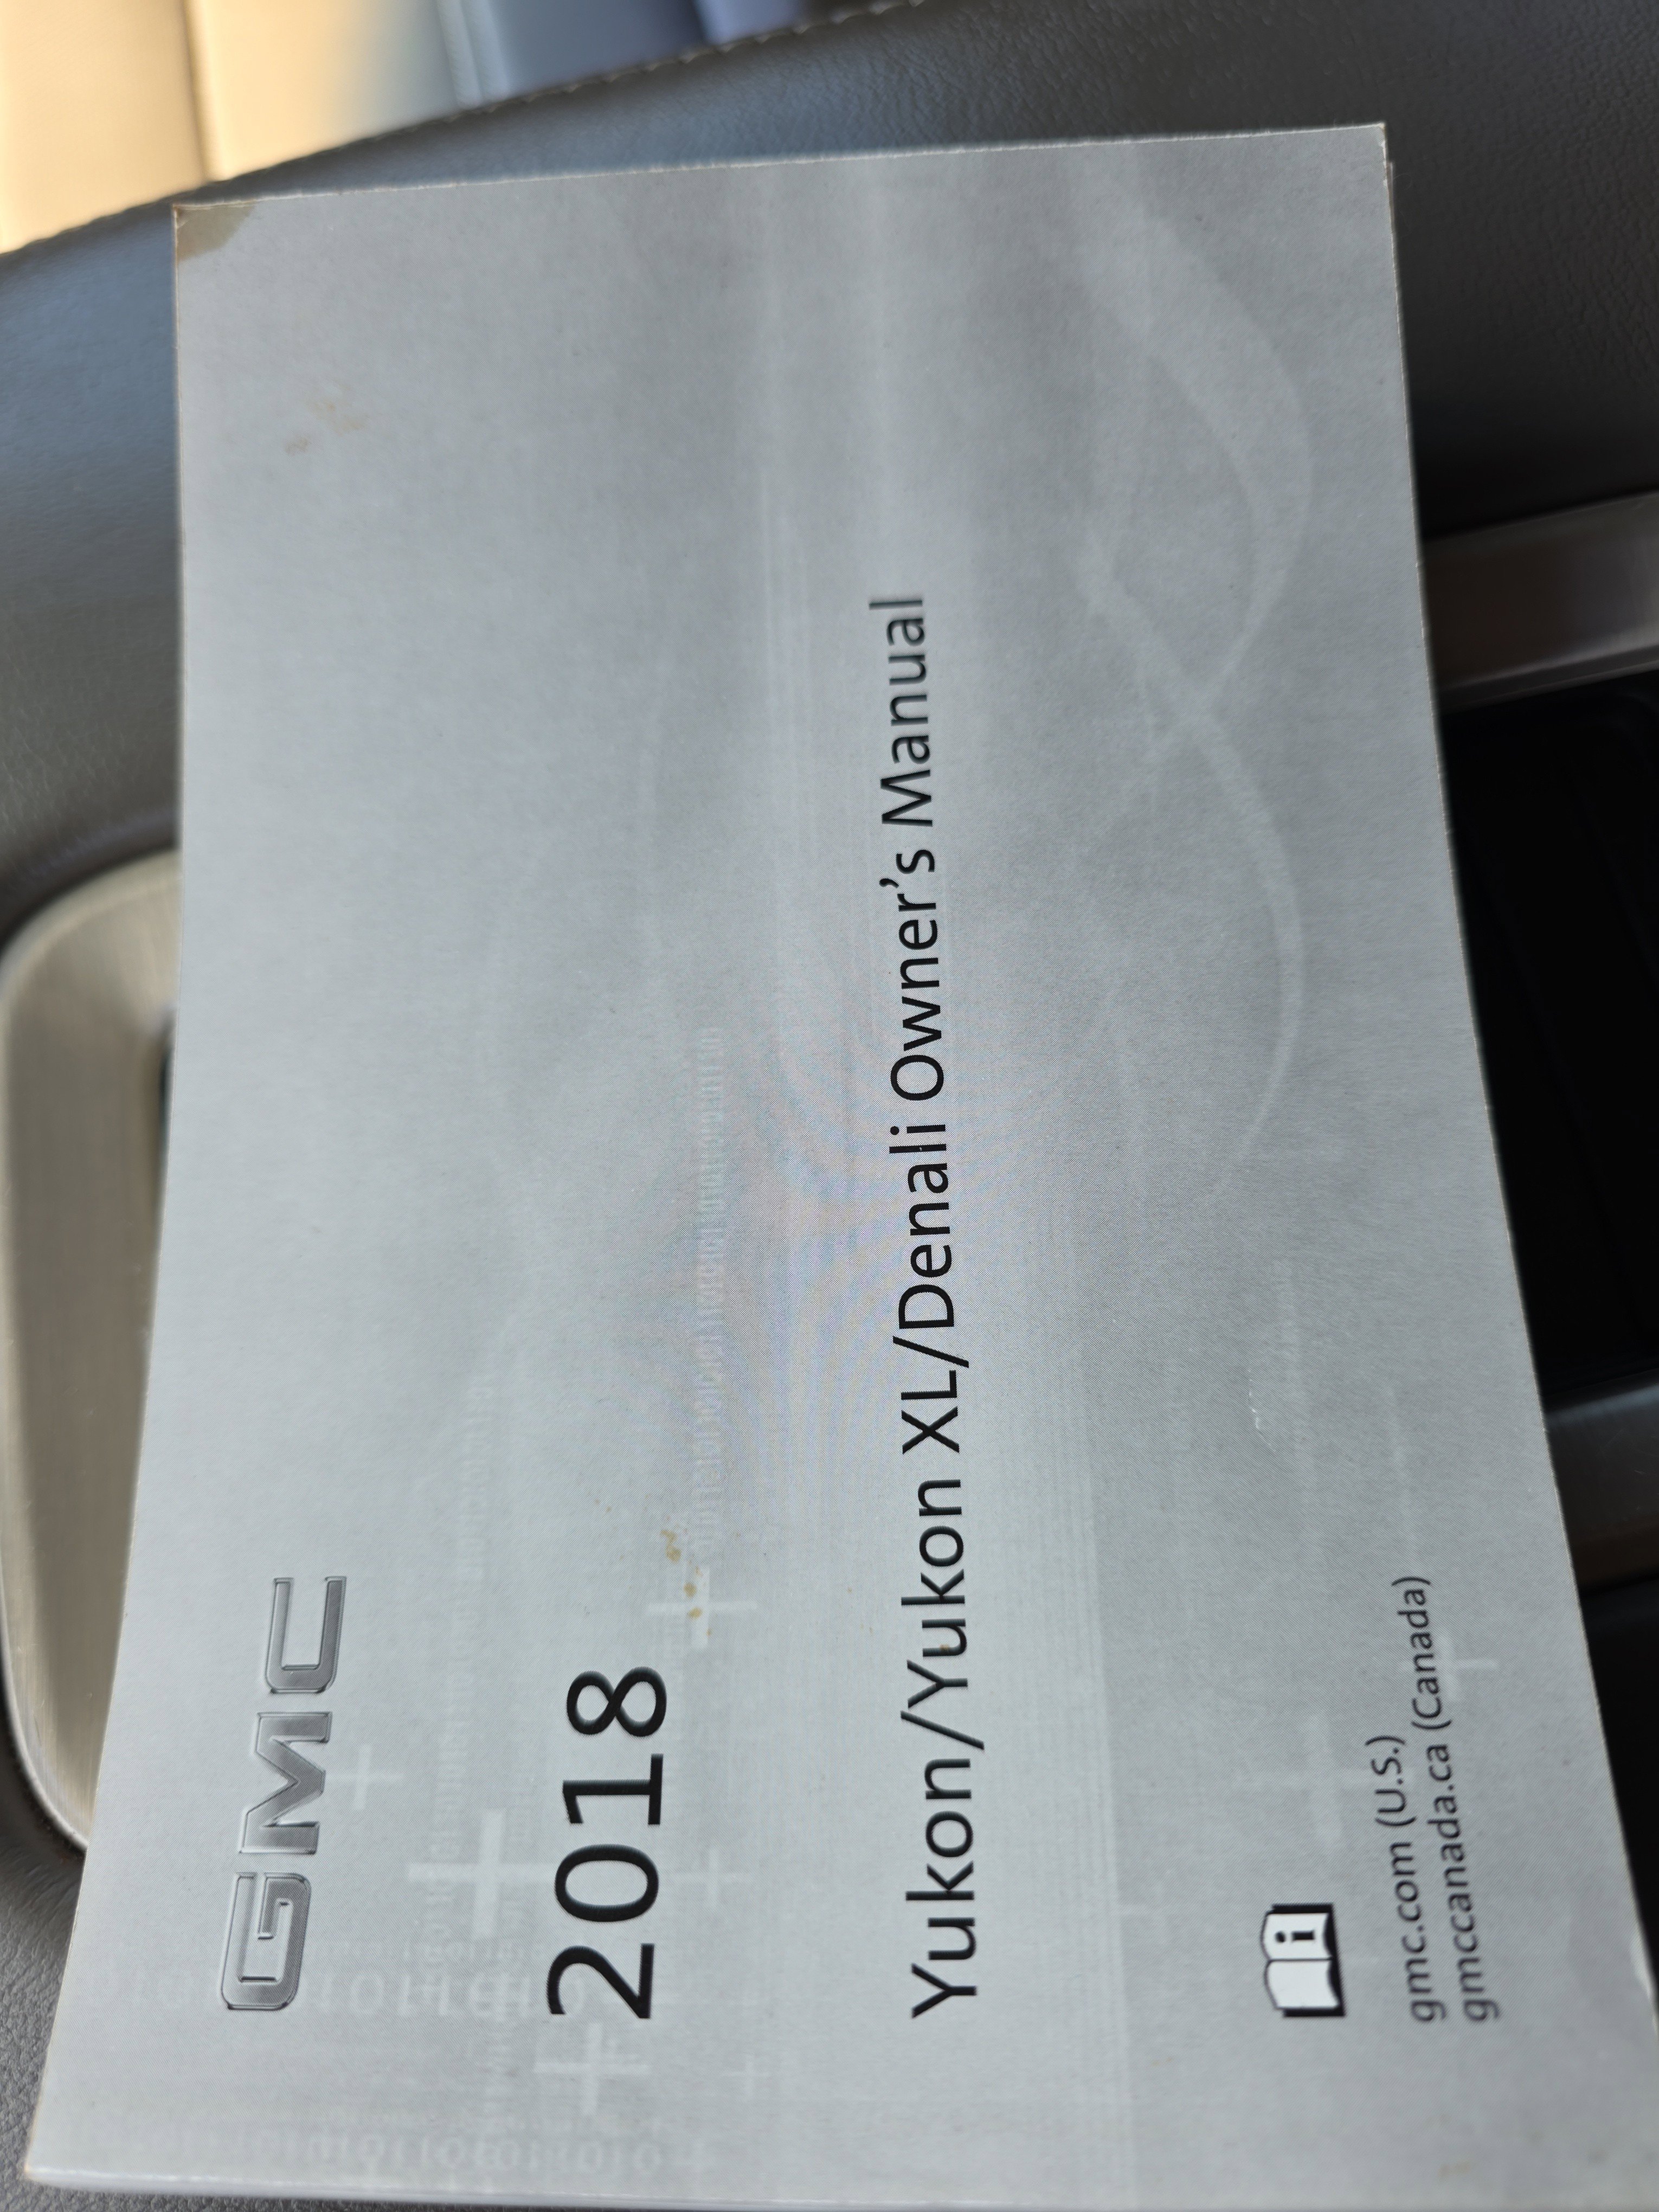 GMC
2018
Yukon/Yukon XL/Denali Owner’s Manual
i
gmc.com (U.S.)
gmccanada.ca (Canada)